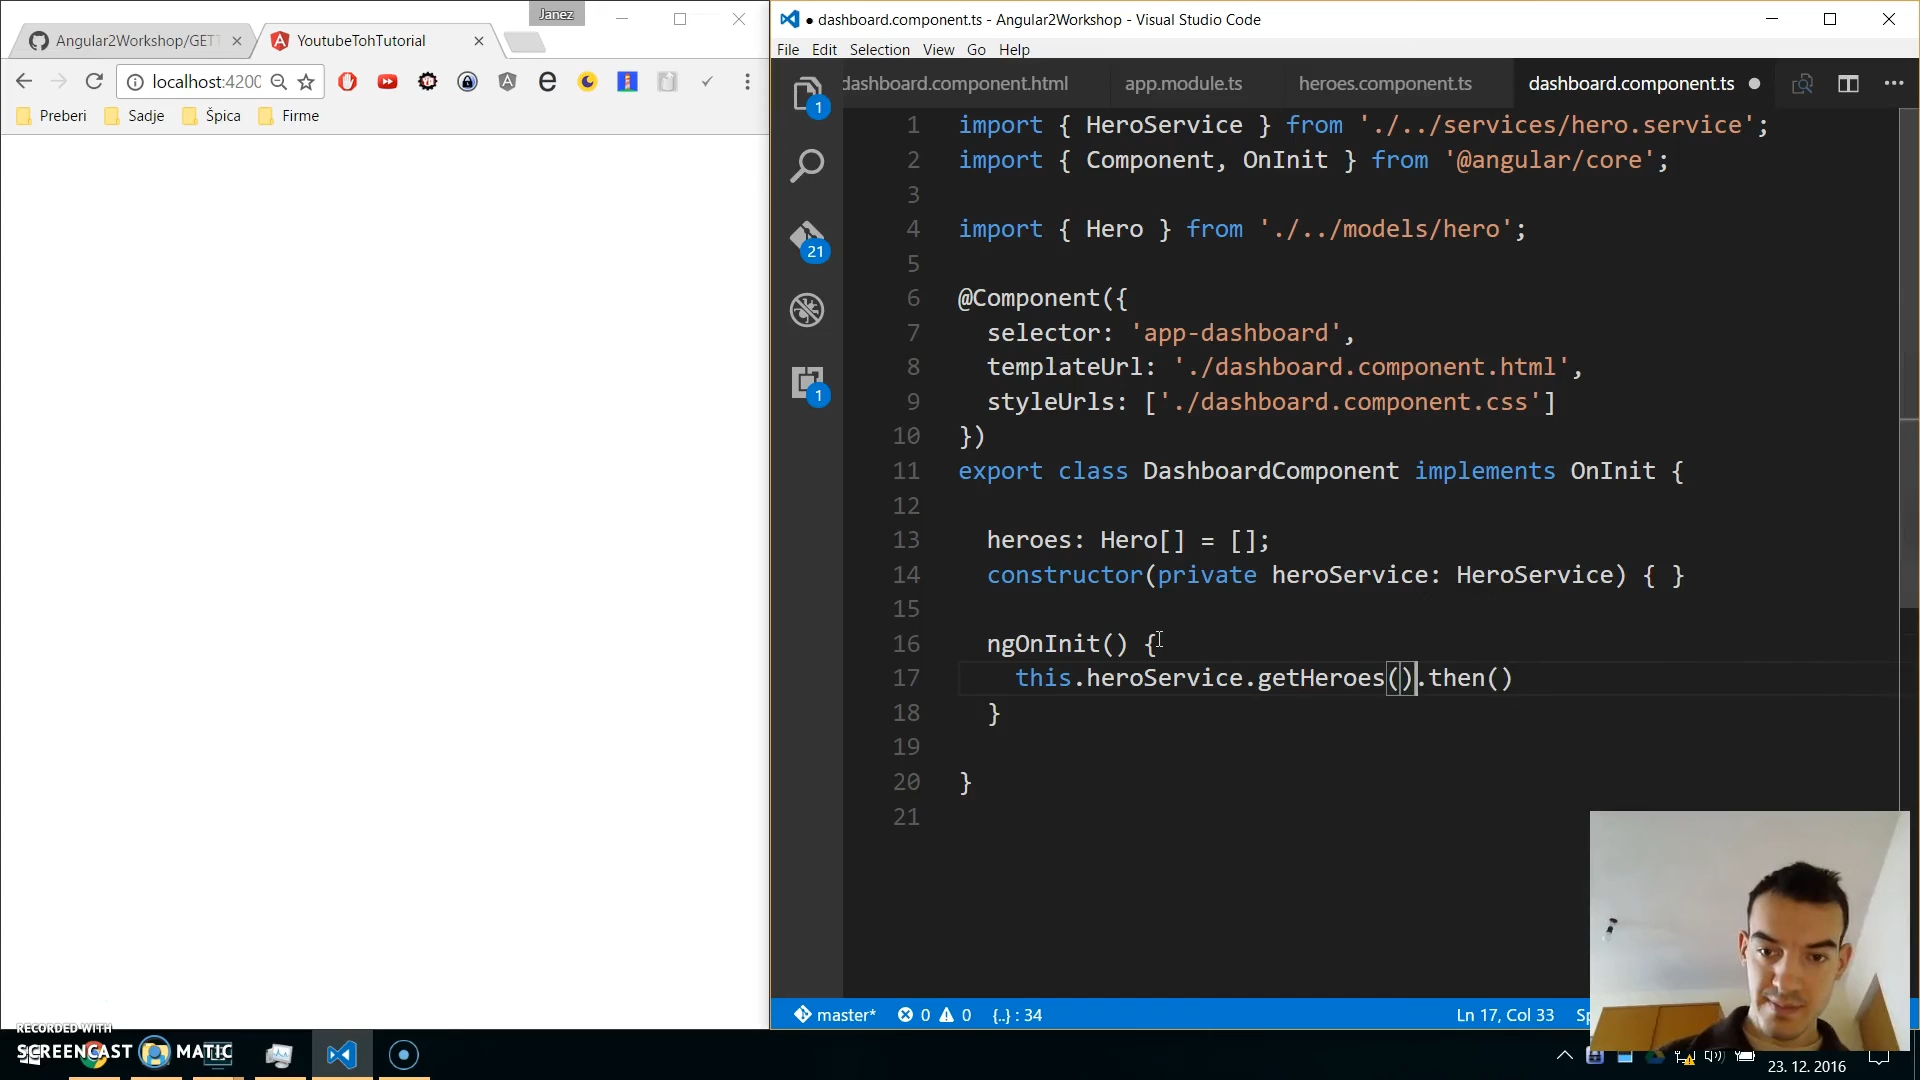 Janez
Angular2Workshop/GET
YoutubeTohTutorial
localhost:4200
Preberi
Sadje
Špica
Firme
● dashboard.component.ts - Angular2Workshop - Visual Studio Code
File Edit Selection View Go Help
dashboard.component.html
app.module.ts
heroes.component.ts
dashboard.component.ts
1
21
1
1 import { HeroService } from './../services/hero.service';
2 import { Component, OnInit } from '@angular/core';
3
4 import { Hero } from './../models/hero';
5
6 @Component({
7 selector: 'app-dashboard',
8 templateUrl: './dashboard.component.html',
9 styleUrls: ['./dashboard.component.css']
10 })
11 export class DashboardComponent implements OnInit {
12
13 heroes: Hero[] = [];
14 constructor(private heroService: HeroService) { }
15
16 ngOnInit() {
17 this.heroService.getHeroes().then()
18 }
19
20 }
21
master* 0 0 {..} : 34
Ln 17, Col 33
RECORDED WITH
SCREENCAST MATIC
23. 12. 2016